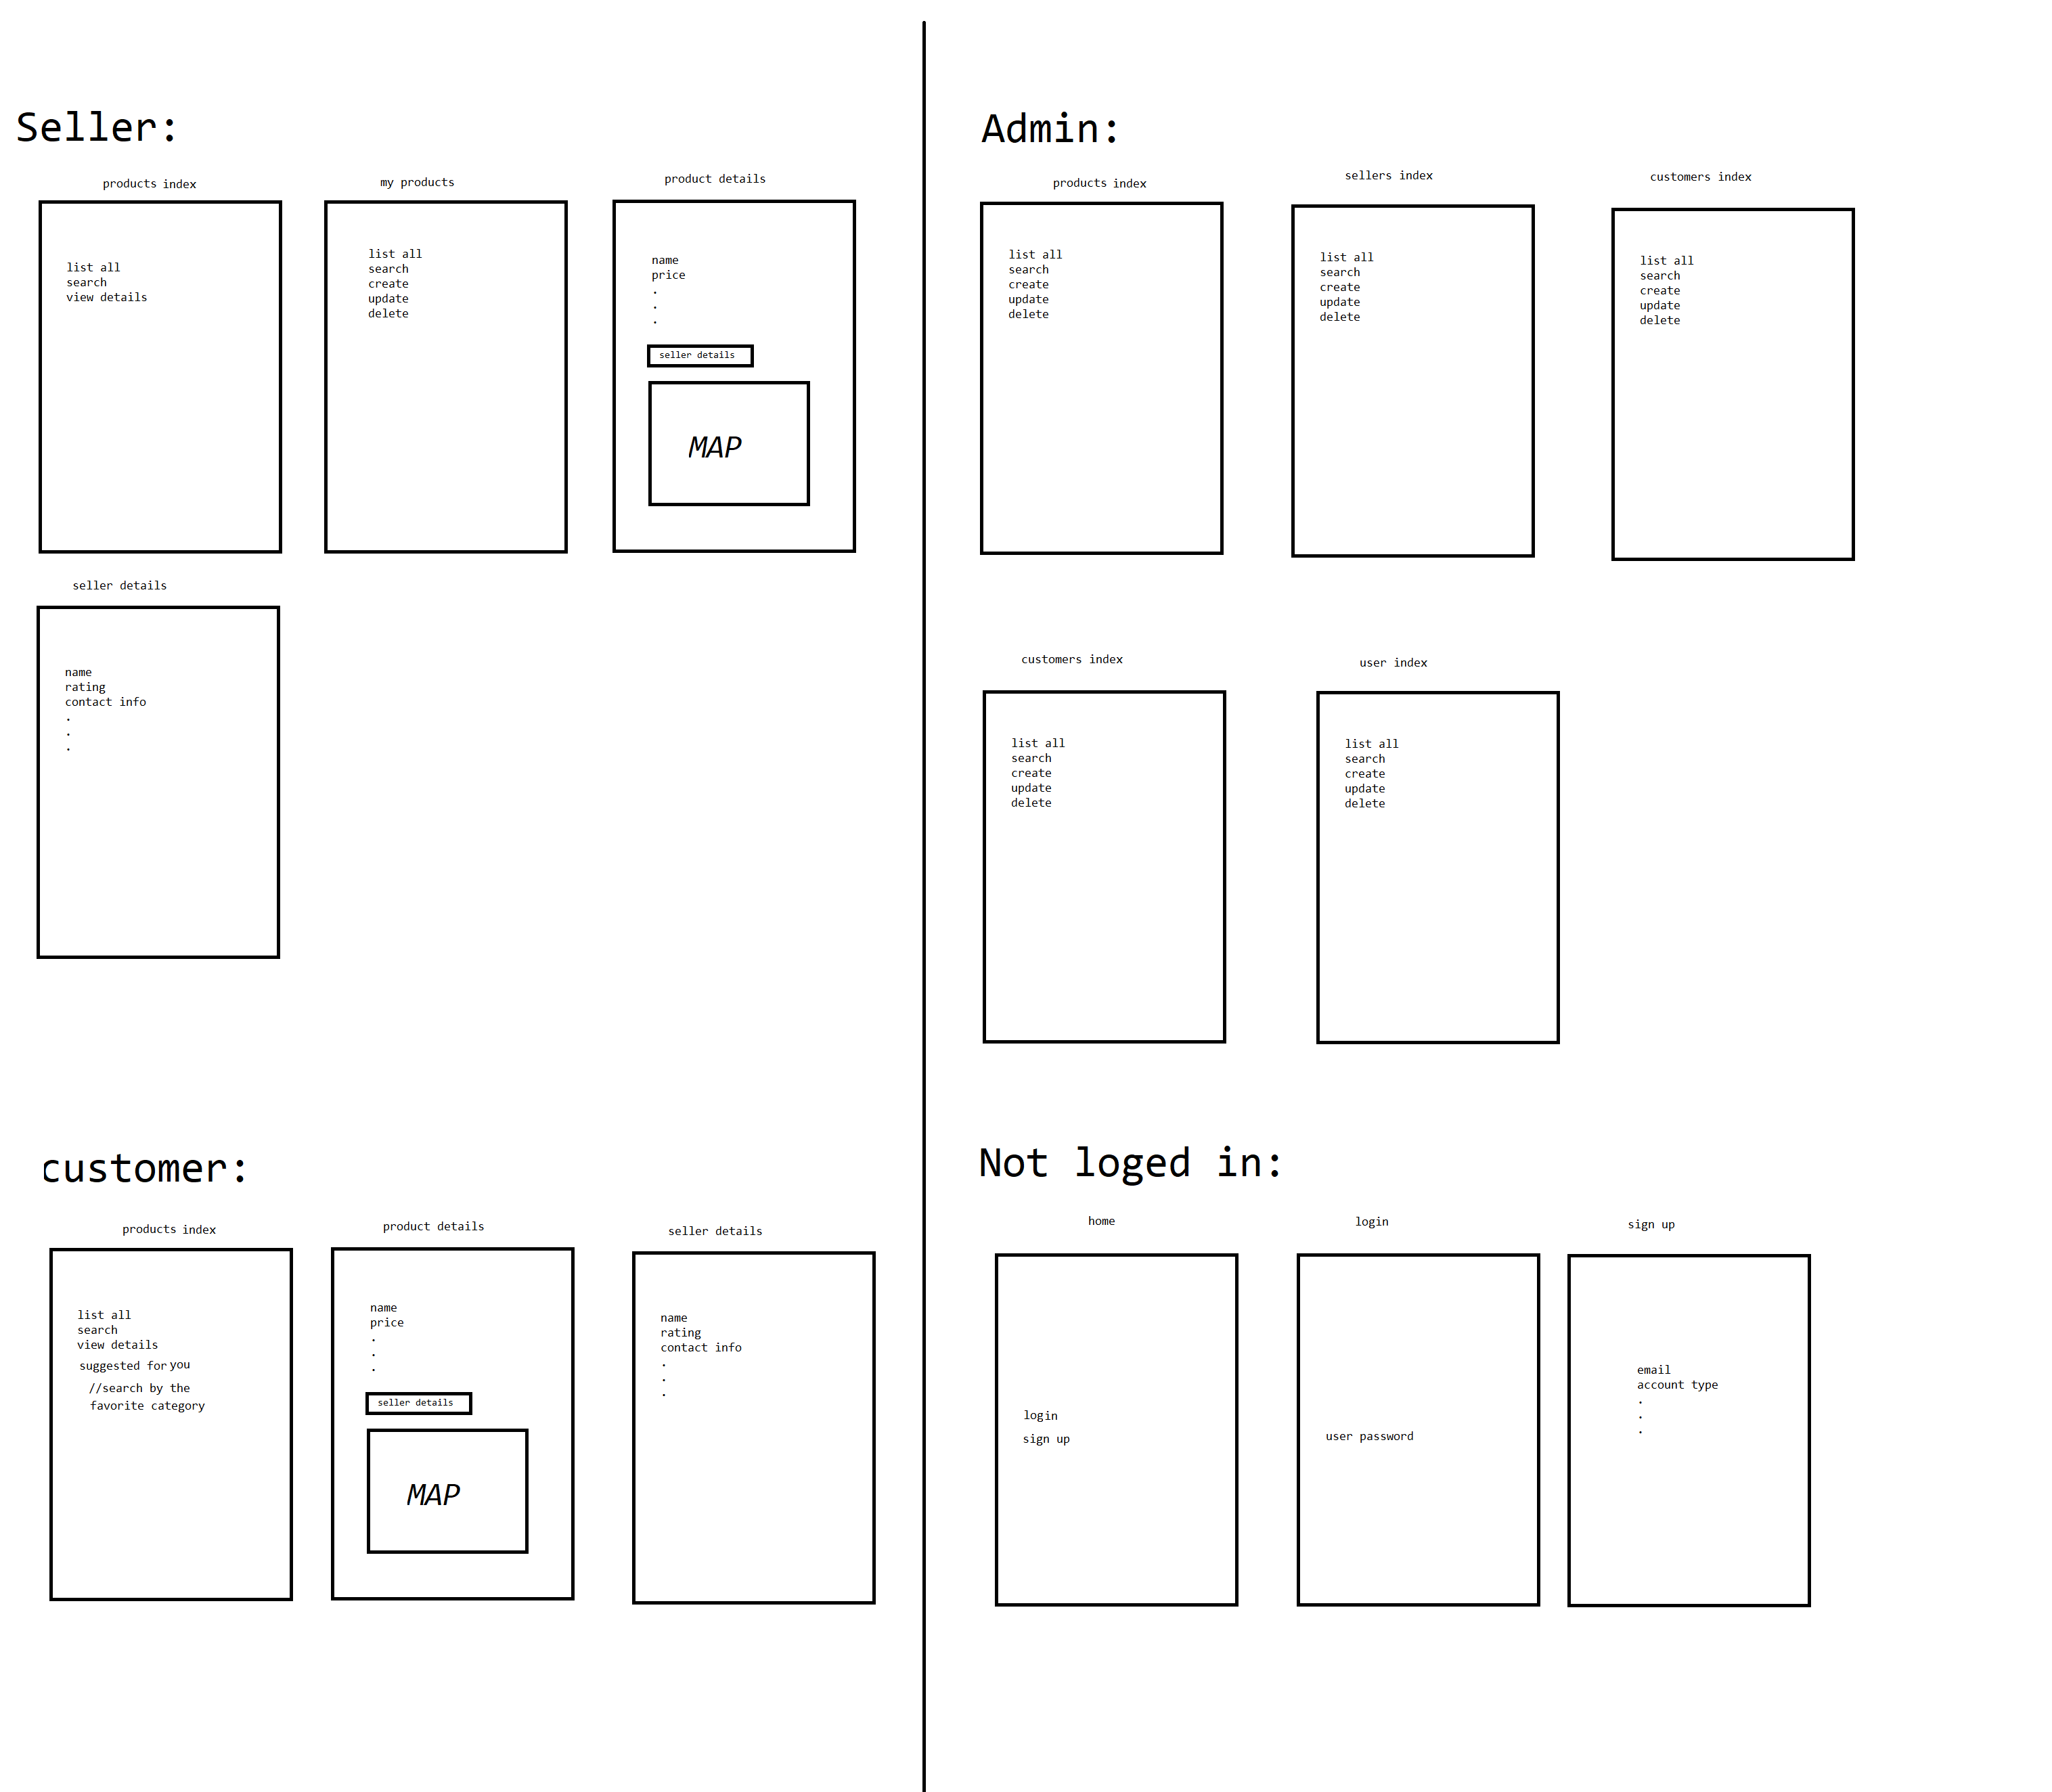 Seller:
products index
list all
search
view details
my products
list all
search
create
update
delete
product details
name
price
.
.
.
seller details
MAP
seller details
name
rating
contact info
.
.
.
Admin:
products index
list all
search
create
update
delete
sellers index
list all
search
create
update
delete
customers index
list all
search
create
update
delete
customers index
list all
search
create
update
delete
user index
list all
search
create
update
delete
customer:
products index
list all
search
view details
suggested for you
//search by the
favorite category
product details
name
price
.
.
.
seller details
MAP
seller details
name
rating
contact info
.
.
.
Not loged in:
home
login
sign up
login
user password
sign up
email
account type
.
.
.